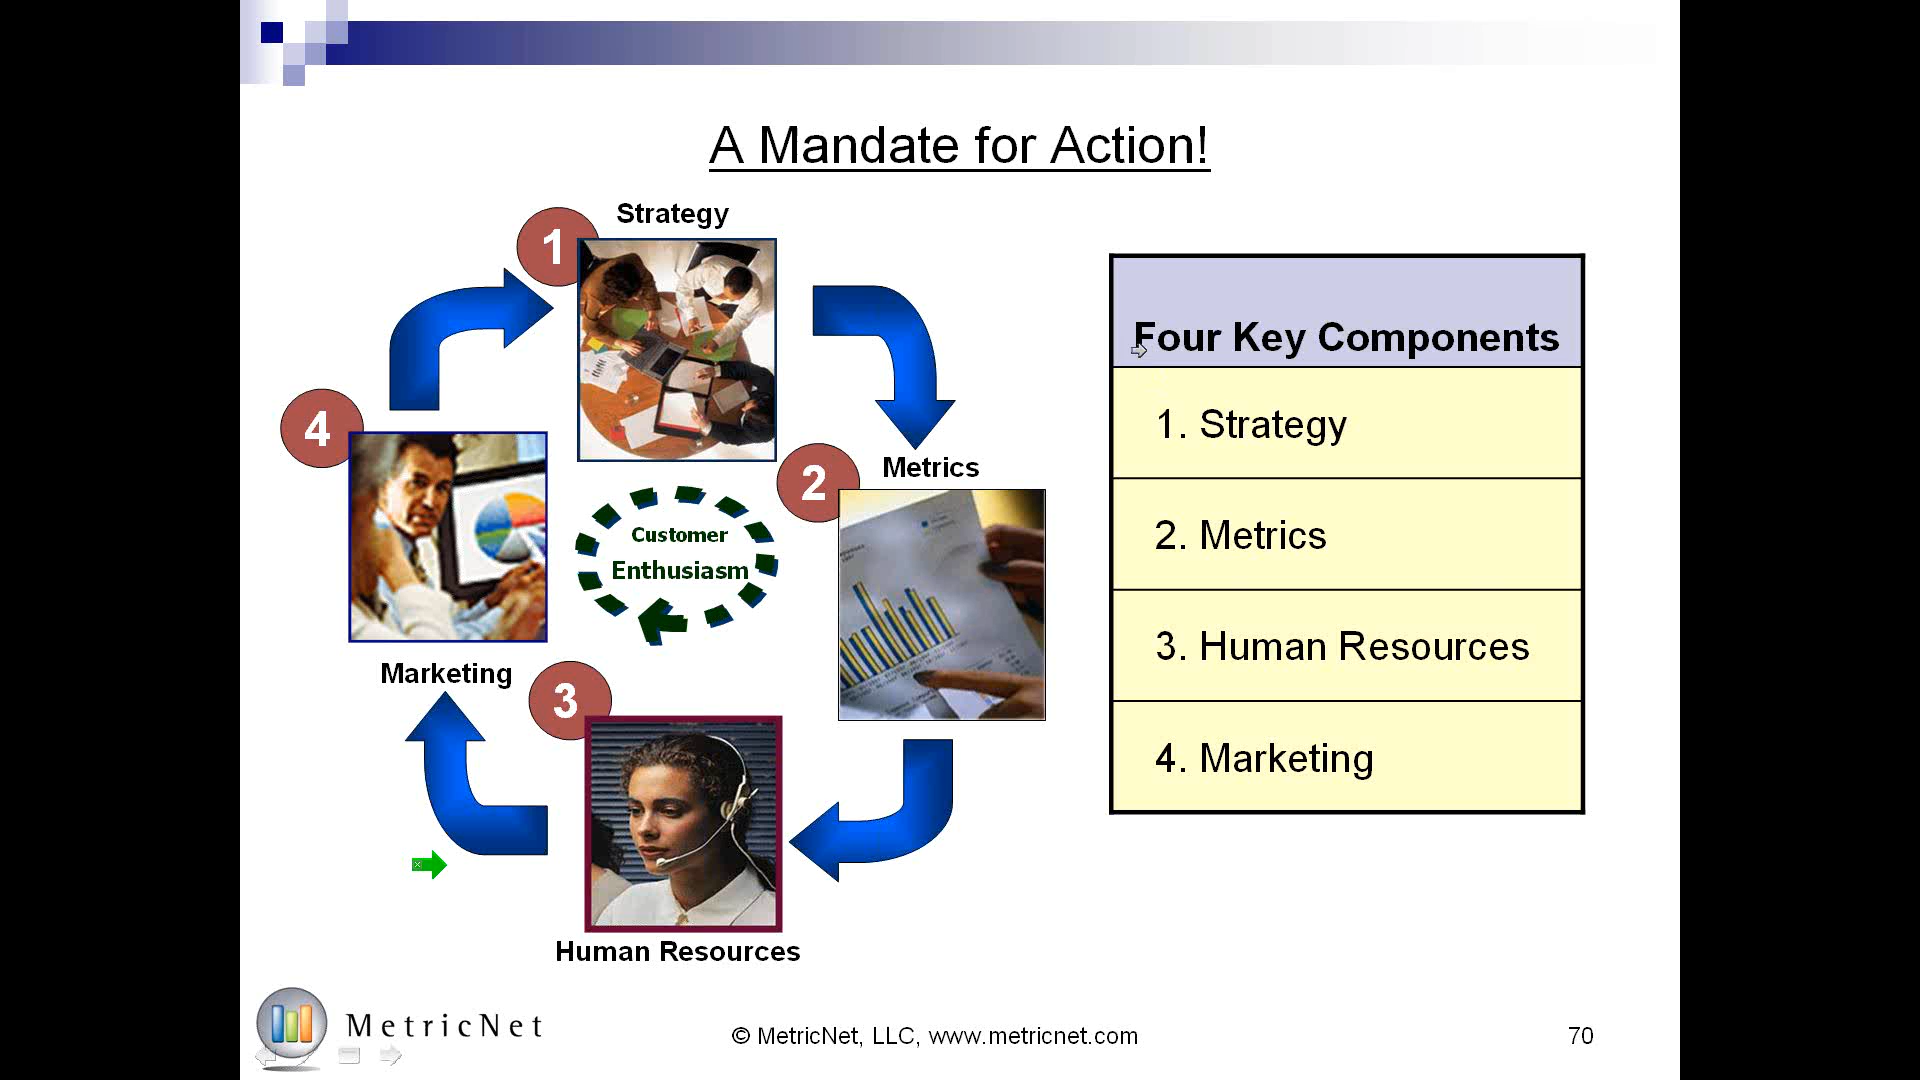 A Mandate for Action!
1
Strategy
2
Metrics
3
Human Resources
4
Marketing
Customer
Enthusiasm
Four Key Components
1. Strategy
2. Metrics
3. Human Resources
4. Marketing
MetricNet
© MetricNet, LLC, www.metricnet.com
70